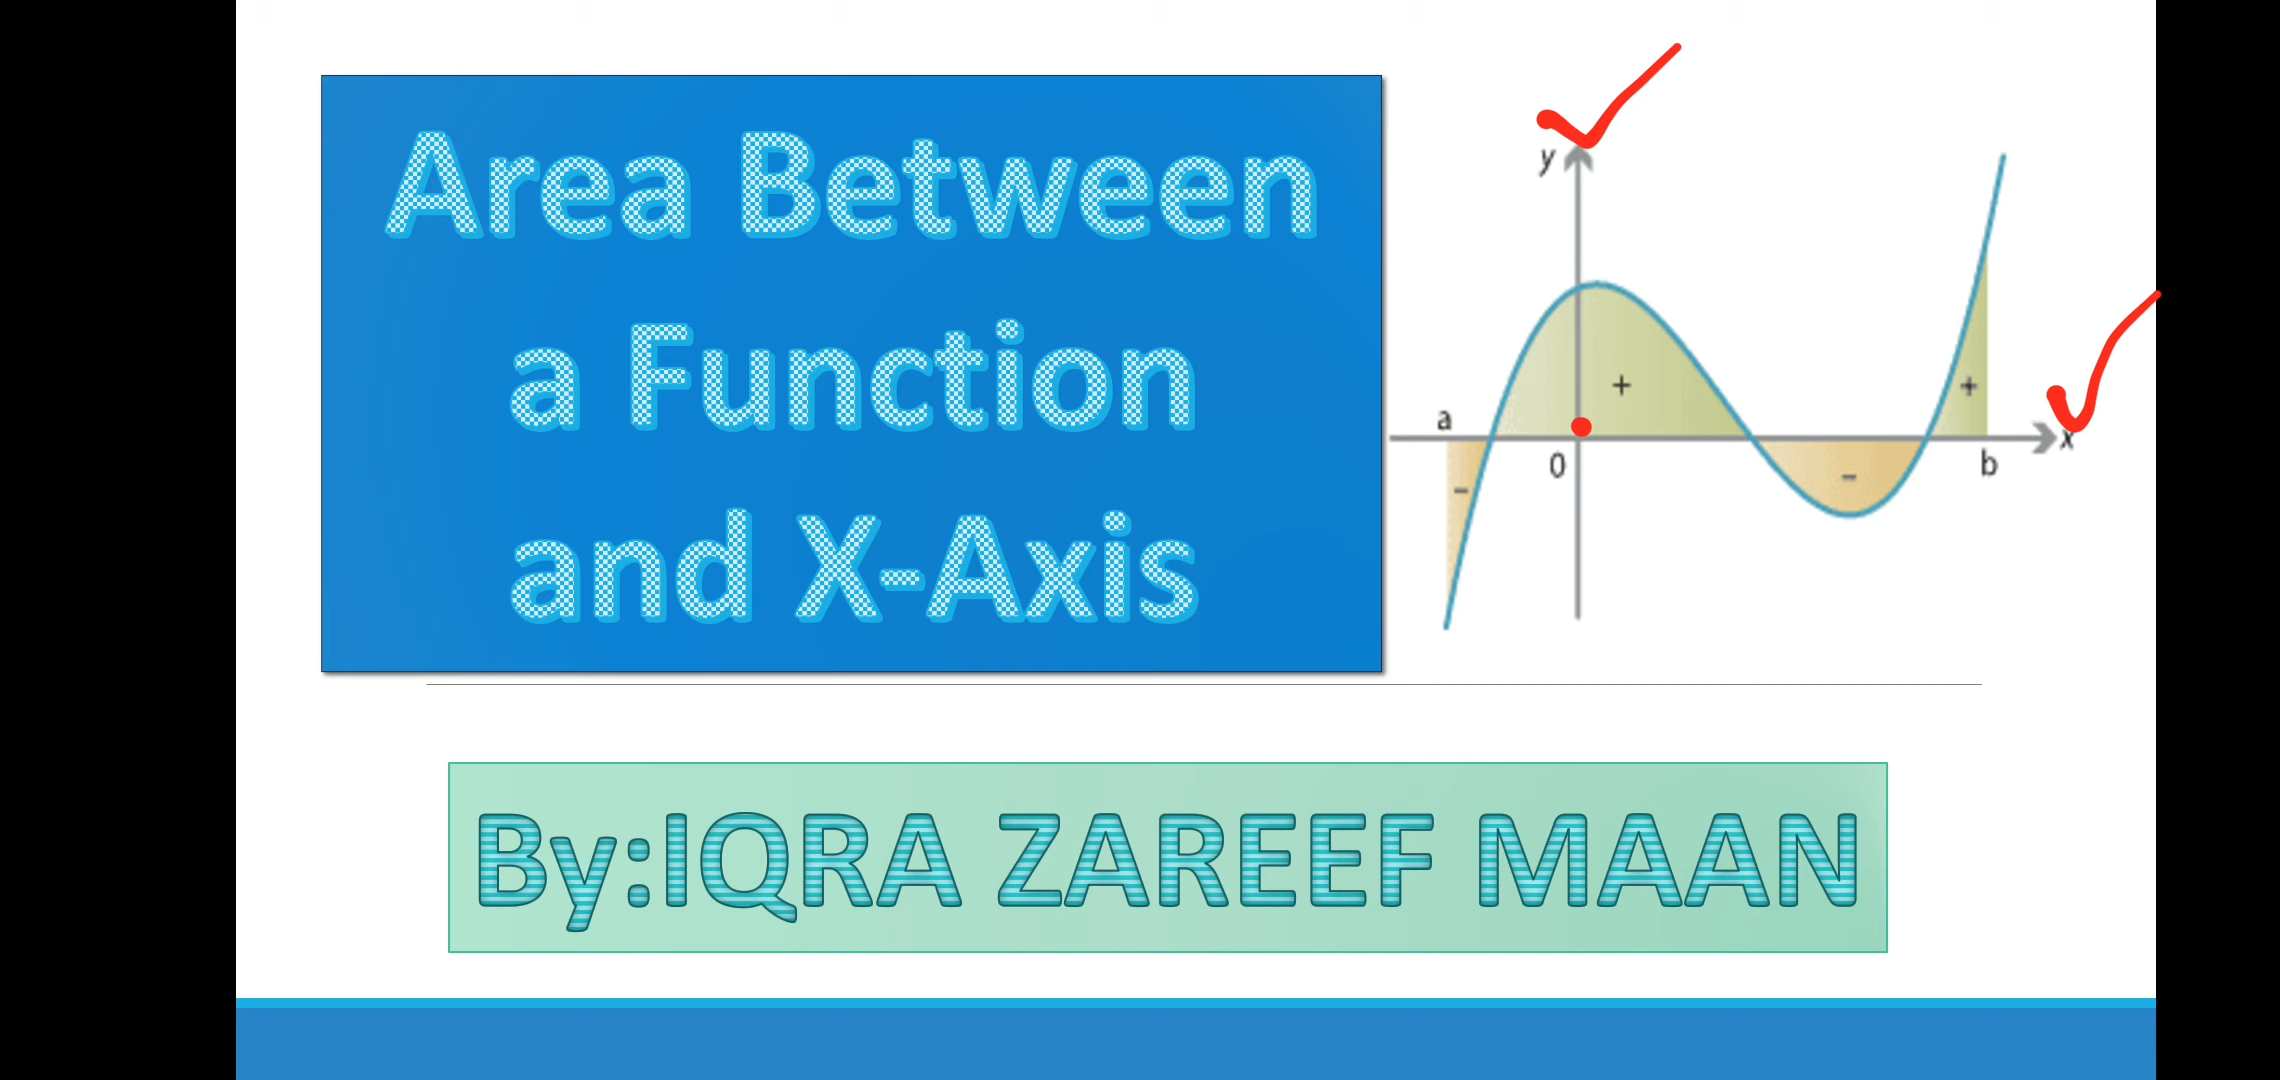 Area Between
a Function
and X-Axis
y
a
+
+
0
-
-
b
x
By:IQRA ZAREEF MAAN